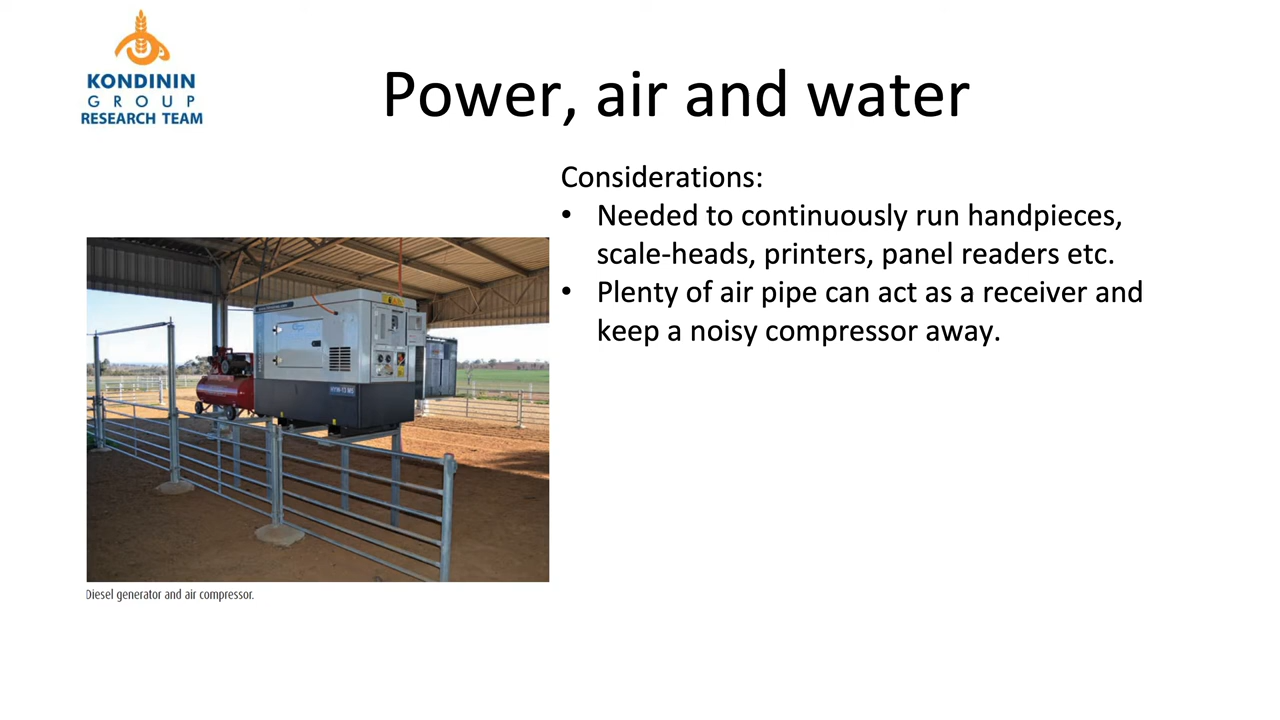 KONDININ
GROUP
RESEARCH TEAM
Power, air and water
Considerations:
• Needed to continuously run handpieces,
scale-heads, printers, panel readers etc.
• Plenty of air pipe can act as a receiver and
keep a noisy compressor away.
Diesel generator and air compressor.